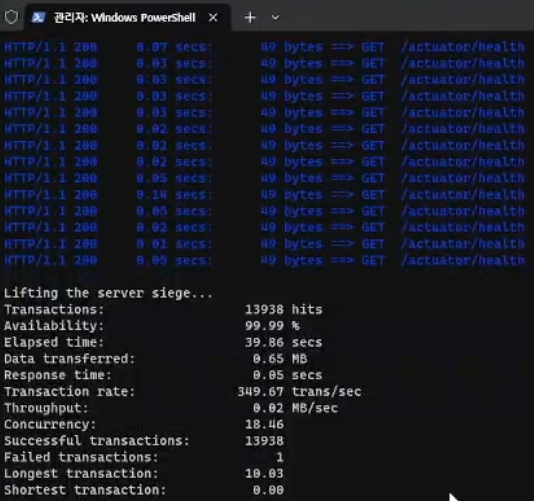 관리자: Windows PowerShell
HTTP/1.1 200 0.07 secs: 49 bytes ==> GET /actuator/health
HTTP/1.1 200 0.03 secs: 49 bytes ==> GET /actuator/health
HTTP/1.1 200 0.03 secs: 49 bytes ==> GET /actuator/health
HTTP/1.1 200 0.03 secs: 49 bytes ==> GET /actuator/health
HTTP/1.1 200 0.03 secs: 49 bytes ==> GET /actuator/health
HTTP/1.1 200 0.02 secs: 49 bytes ==> GET /actuator/health
HTTP/1.1 200 0.02 secs: 49 bytes ==> GET /actuator/health
HTTP/1.1 200 0.02 secs: 49 bytes ==> GET /actuator/health
HTTP/1.1 200 0.05 secs: 49 bytes ==> GET /actuator/health
HTTP/1.1 200 0.14 secs: 49 bytes ==> GET /actuator/health
HTTP/1.1 200 0.05 secs: 49 bytes ==> GET /actuator/health
HTTP/1.1 200 0.02 secs: 49 bytes ==> GET /actuator/health
HTTP/1.1 200 0.01 secs: 49 bytes ==> GET /actuator/health
HTTP/1.1 200 0.05 secs: 49 bytes ==> GET /actuator/health
Lifting the server siege...
Transactions: 13938 hits
Availability: 99.99 %
Elapsed time: 39.86 secs
Data transferred: 0.65 MB
Response time: 0.05 secs
Transaction rate: 349.67 trans/sec
Throughput: 0.02 MB/sec
Concurrency: 18.46
Successful transactions: 13938
Failed transactions: 1
Longest transaction: 10.03
Shortest transaction: 0.00